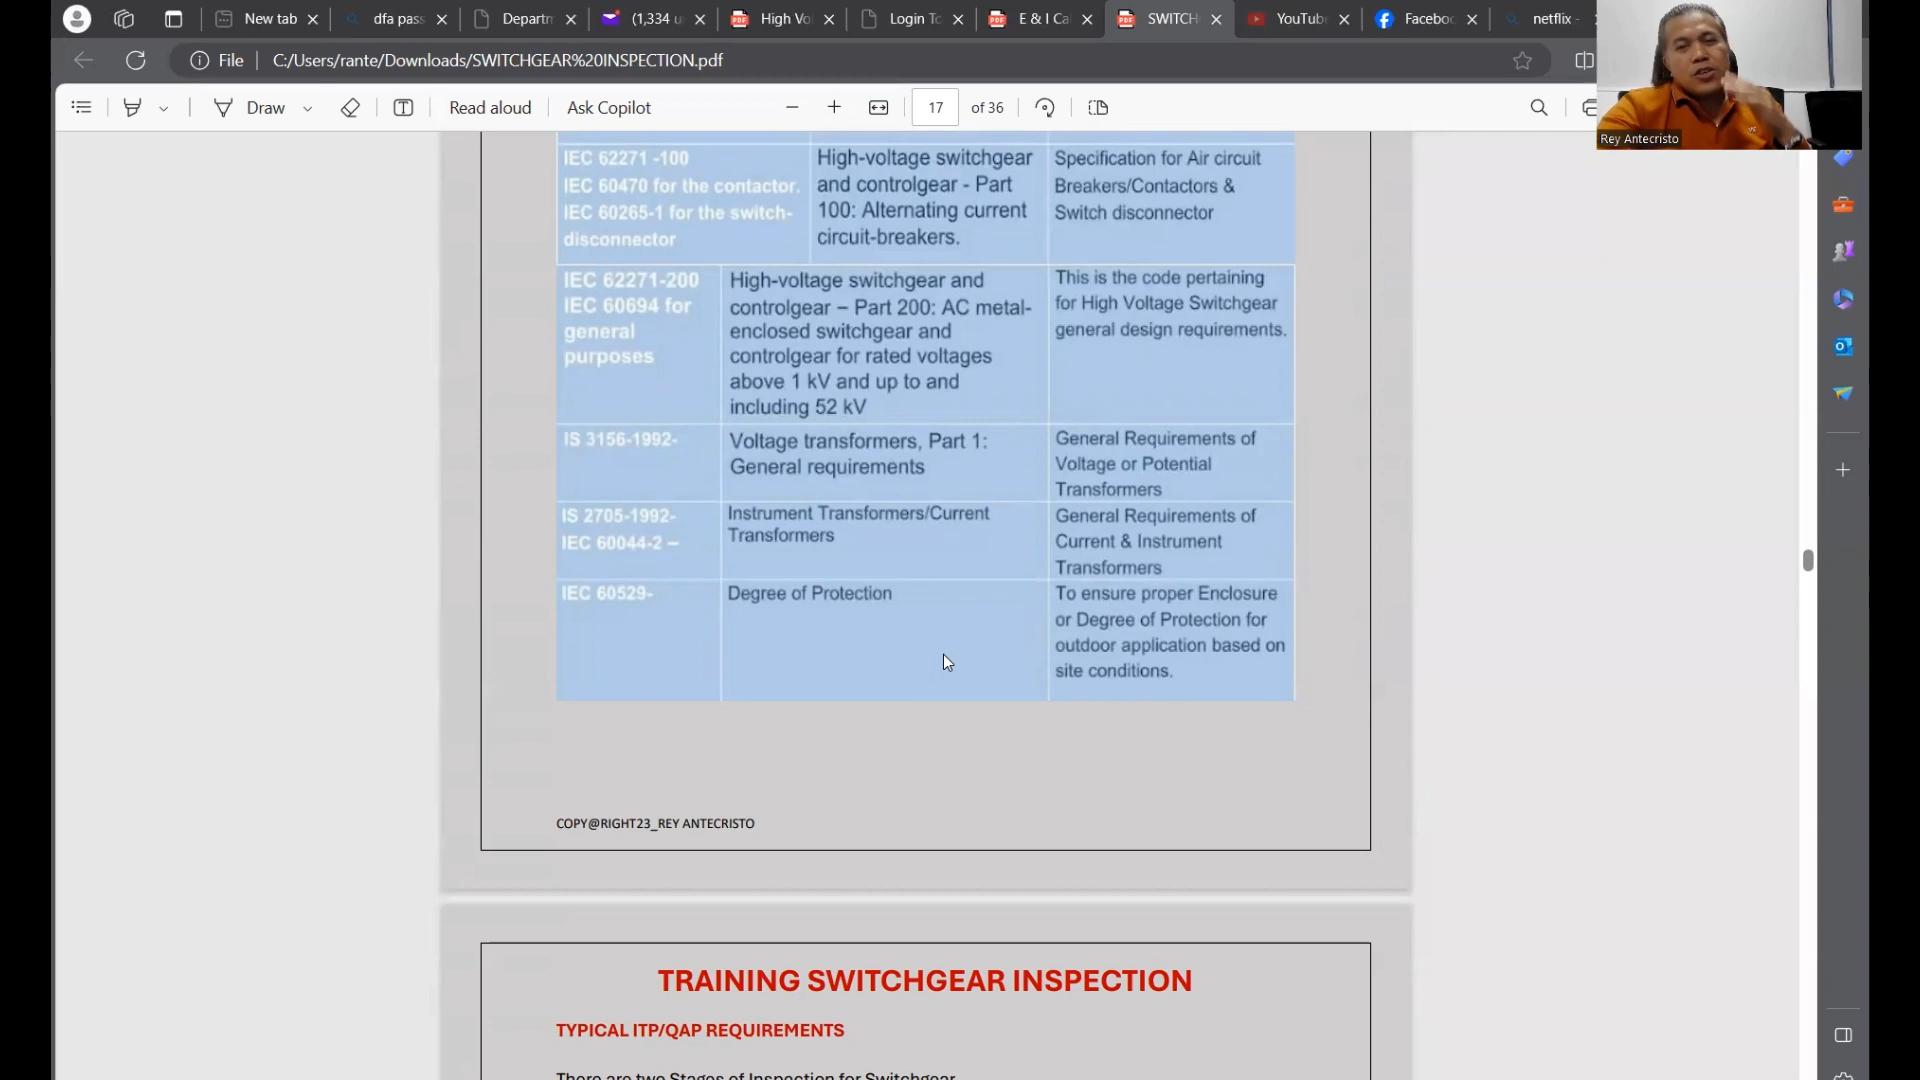 New tab
dfa pass
Departm
(1,334 u
High Vo
Login To
E & I Ca
SWITCH
YouTub
Faceboo
netflix -
File
C:/Users/rante/Downloads/SWITCHGEAR%20INSPECTION.pdf
Draw
Read aloud
Ask Copilot
17
of 36
Rey Antecristo
IEC 62271 -100
IEC 60470 for the contactor.
IEC 60265-1 for the switch-
disconnector
High-voltage switchgear
and controlgear - Part
100: Alternating current
circuit-breakers.
Specification for Air circuit
Breakers/Contactors &
Switch disconnector
IEC 62271-200
IEC 60694 for
general
purposes
High-voltage switchgear and
controlgear – Part 200: AC metal-
enclosed switchgear and
controlgear for rated voltages
above 1 kV and up to and
including 52 kV
This is the code pertaining
for High Voltage Switchgear
general design requirements.
IS 3156-1992-
Voltage transformers, Part 1:
General requirements
General Requirements of
Voltage or Potential
Transformers
IS 2705-1992-
IEC 60044-2 –
Instrument Transformers/Current
Transformers
General Requirements of
Current & Instrument
Transformers
IEC 60529-
Degree of Protection
To ensure proper Enclosure
or Degree of Protection for
outdoor application based on
site conditions.
COPY@RIGHT23_REY ANTECRISTO
TRAINING SWITCHGEAR INSPECTION
TYPICAL ITP/QAP REQUIREMENTS
There are two Stages of Inspection for Switchgear